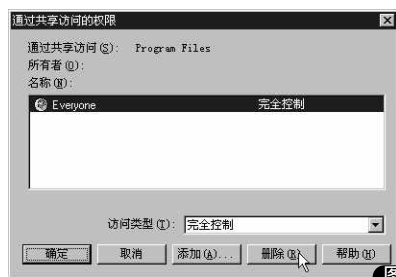 通过共享访问的权限
通过共享访问(S): Program Files
所有者(O):
名称(N):
Everyone 完全控制
访问类型(T): 完全控制
确定 取消 添加(A)... 删除(R) 帮助(H)
图